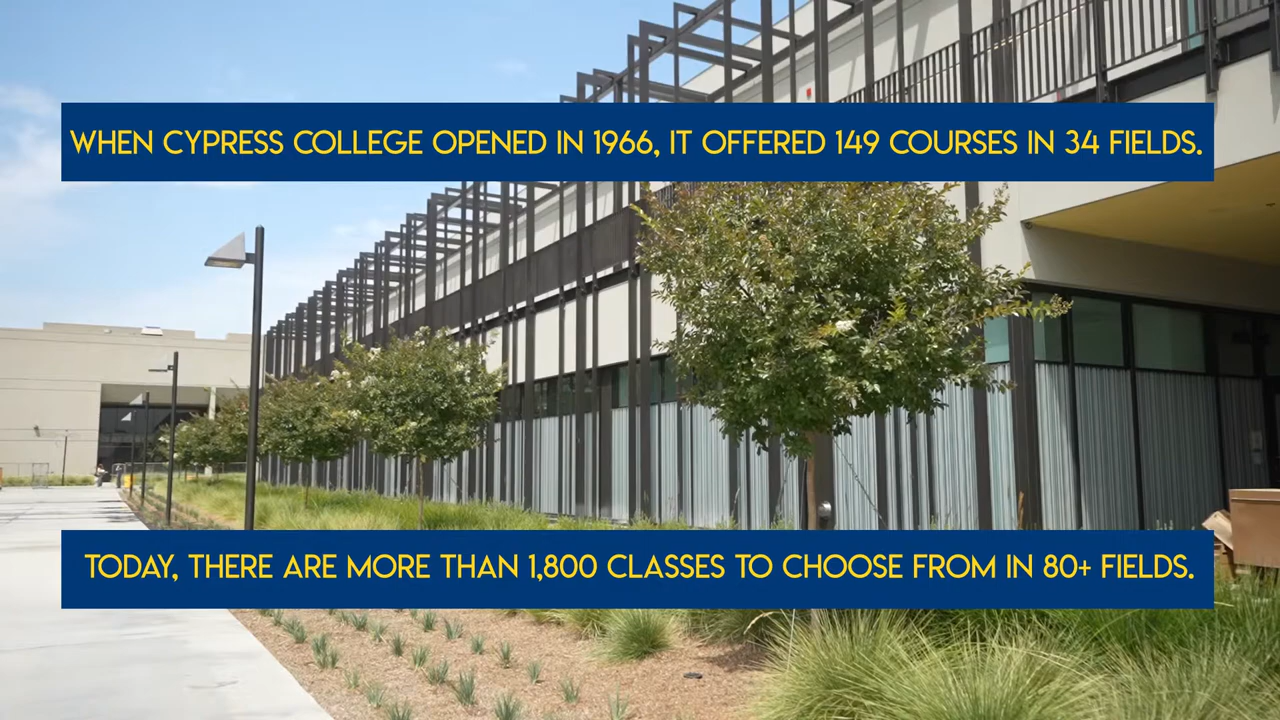 WHEN CYPRESS COLLEGE OPENED IN 1966, IT OFFERED 149 COURSES IN 34 FIELDS.
TODAY, THERE ARE MORE THAN 1,800 CLASSES TO CHOOSE FROM IN 80+ FIELDS.